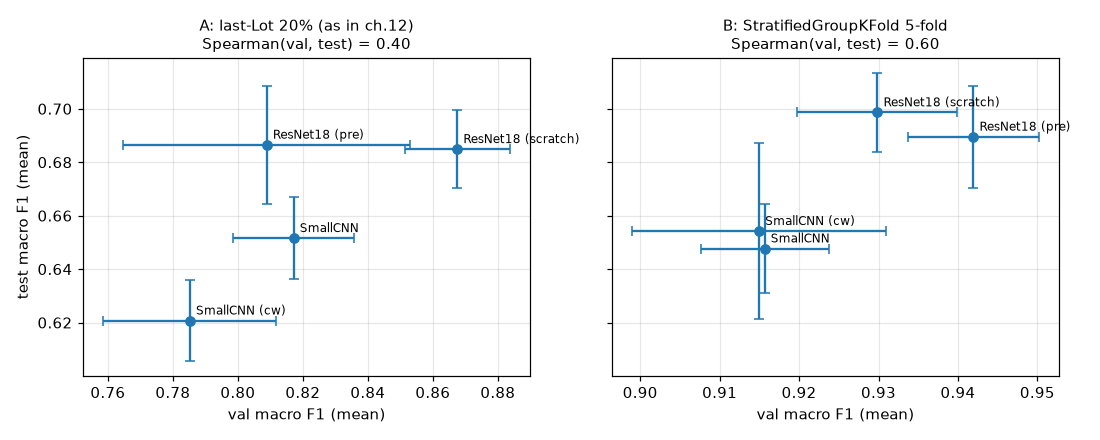 A: last-Lot 20% (as in ch.12)
Spearman(val, test) = 0.40
test macro F1 (mean)
0.70
0.68
0.66
0.64
0.62
ResNet18 (pre)
ResNet18 (scratch)
SmallCNN
SmallCNN (cw)
0.76 0.78 0.80 0.82 0.84 0.86 0.88
val macro F1 (mean)
B: StratifiedGroupKFold 5-fold
Spearman(val, test) = 0.60
ResNet18 (scratch)
ResNet18 (pre)
SmallCNN (cw)
SmallCNN
0.90 0.91 0.92 0.93 0.94 0.95
val macro F1 (mean)